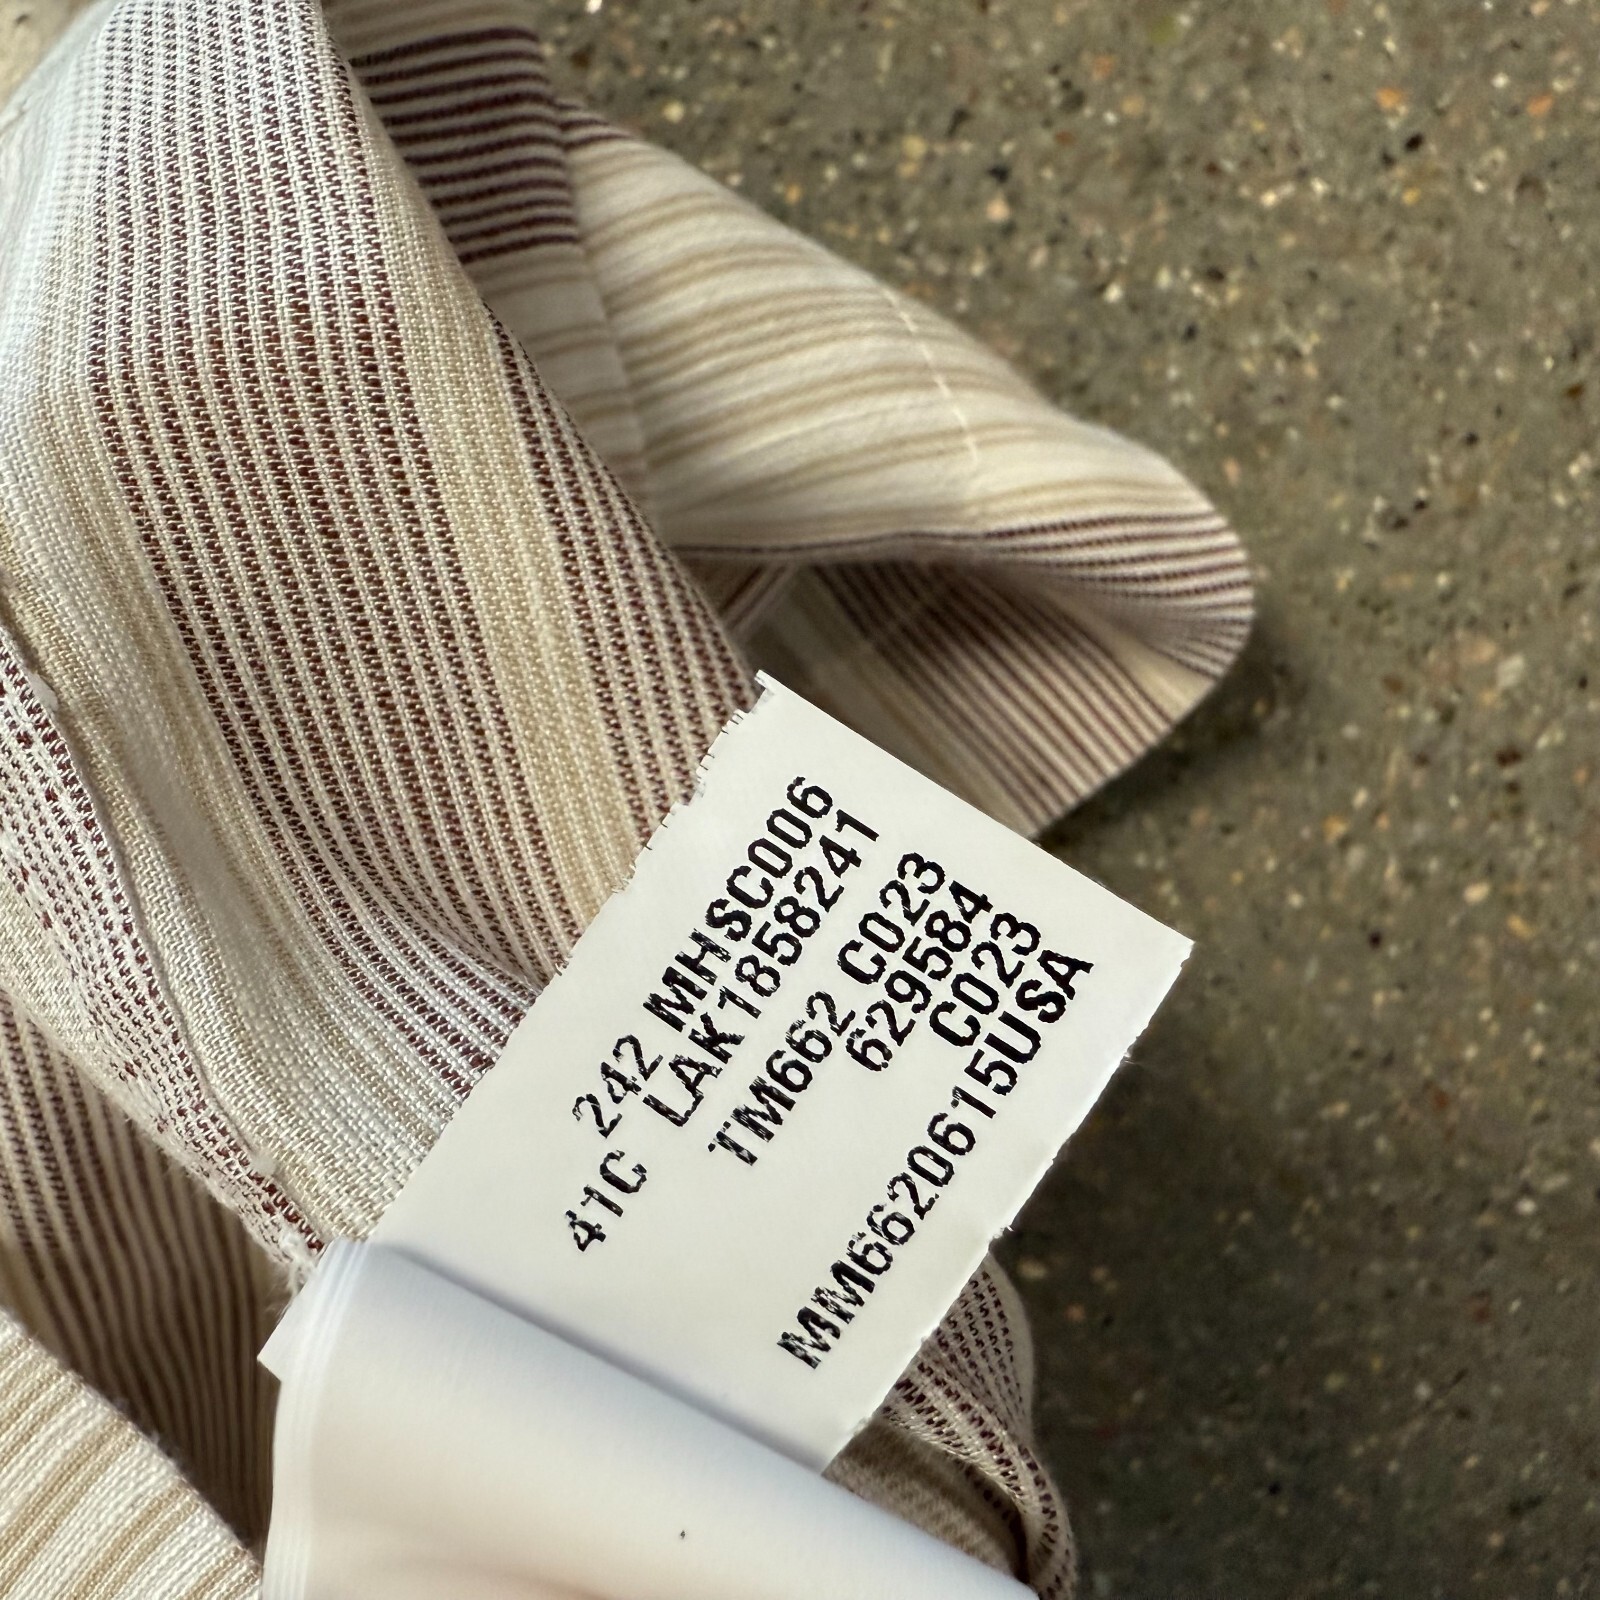 242 MHSC006
41C LAK1858241
TM662 C023
629584
C023
MM6620615USA